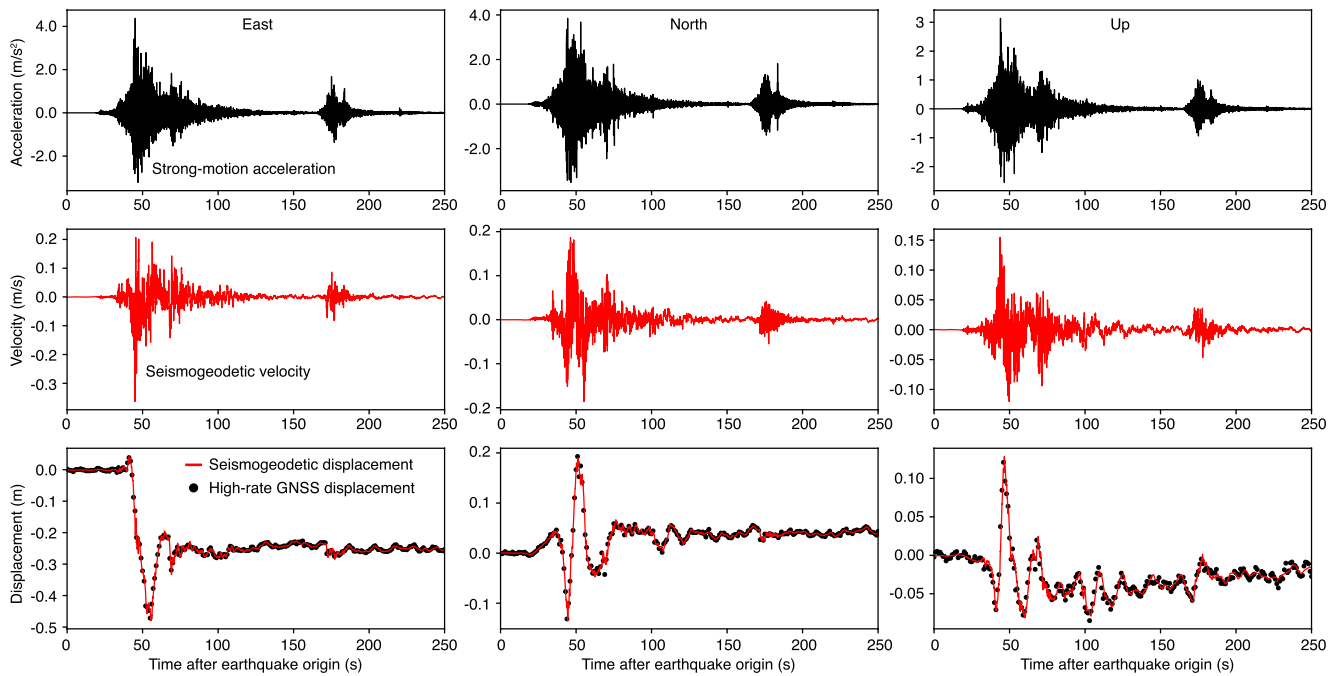 East
North
Up
Acceleration (m/s²)
4.0
2.0
0.0
-2.0
Strong-motion acceleration
0 50 100 150 200 250
4.0
2.0
0.0
-2.0
0 50 100 150 200 250
3
2
1
0
-1
-2
0 50 100 150 200 250
Velocity (m/s)
0.2
0.1
0.0
-0.1
-0.2
-0.3
Seismogeodetic velocity
0 50 100 150 200 250
0.2
0.1
0.0
-0.1
-0.2
0 50 100 150 200 250
0.15
0.10
0.05
0.00
-0.05
-0.10
0 50 100 150 200 250
Displacement (m)
0.0
-0.1
-0.2
-0.3
-0.4
-0.5
Seismogeodetic displacement
High-rate GNSS displacement
0 50 100 150 200 250
Time after earthquake origin (s)
0.2
0.1
0.0
-0.1
0 50 100 150 200 250
Time after earthquake origin (s)
0.10
0.05
0.00
-0.05
0 50 100 150 200 250
Time after earthquake origin (s)